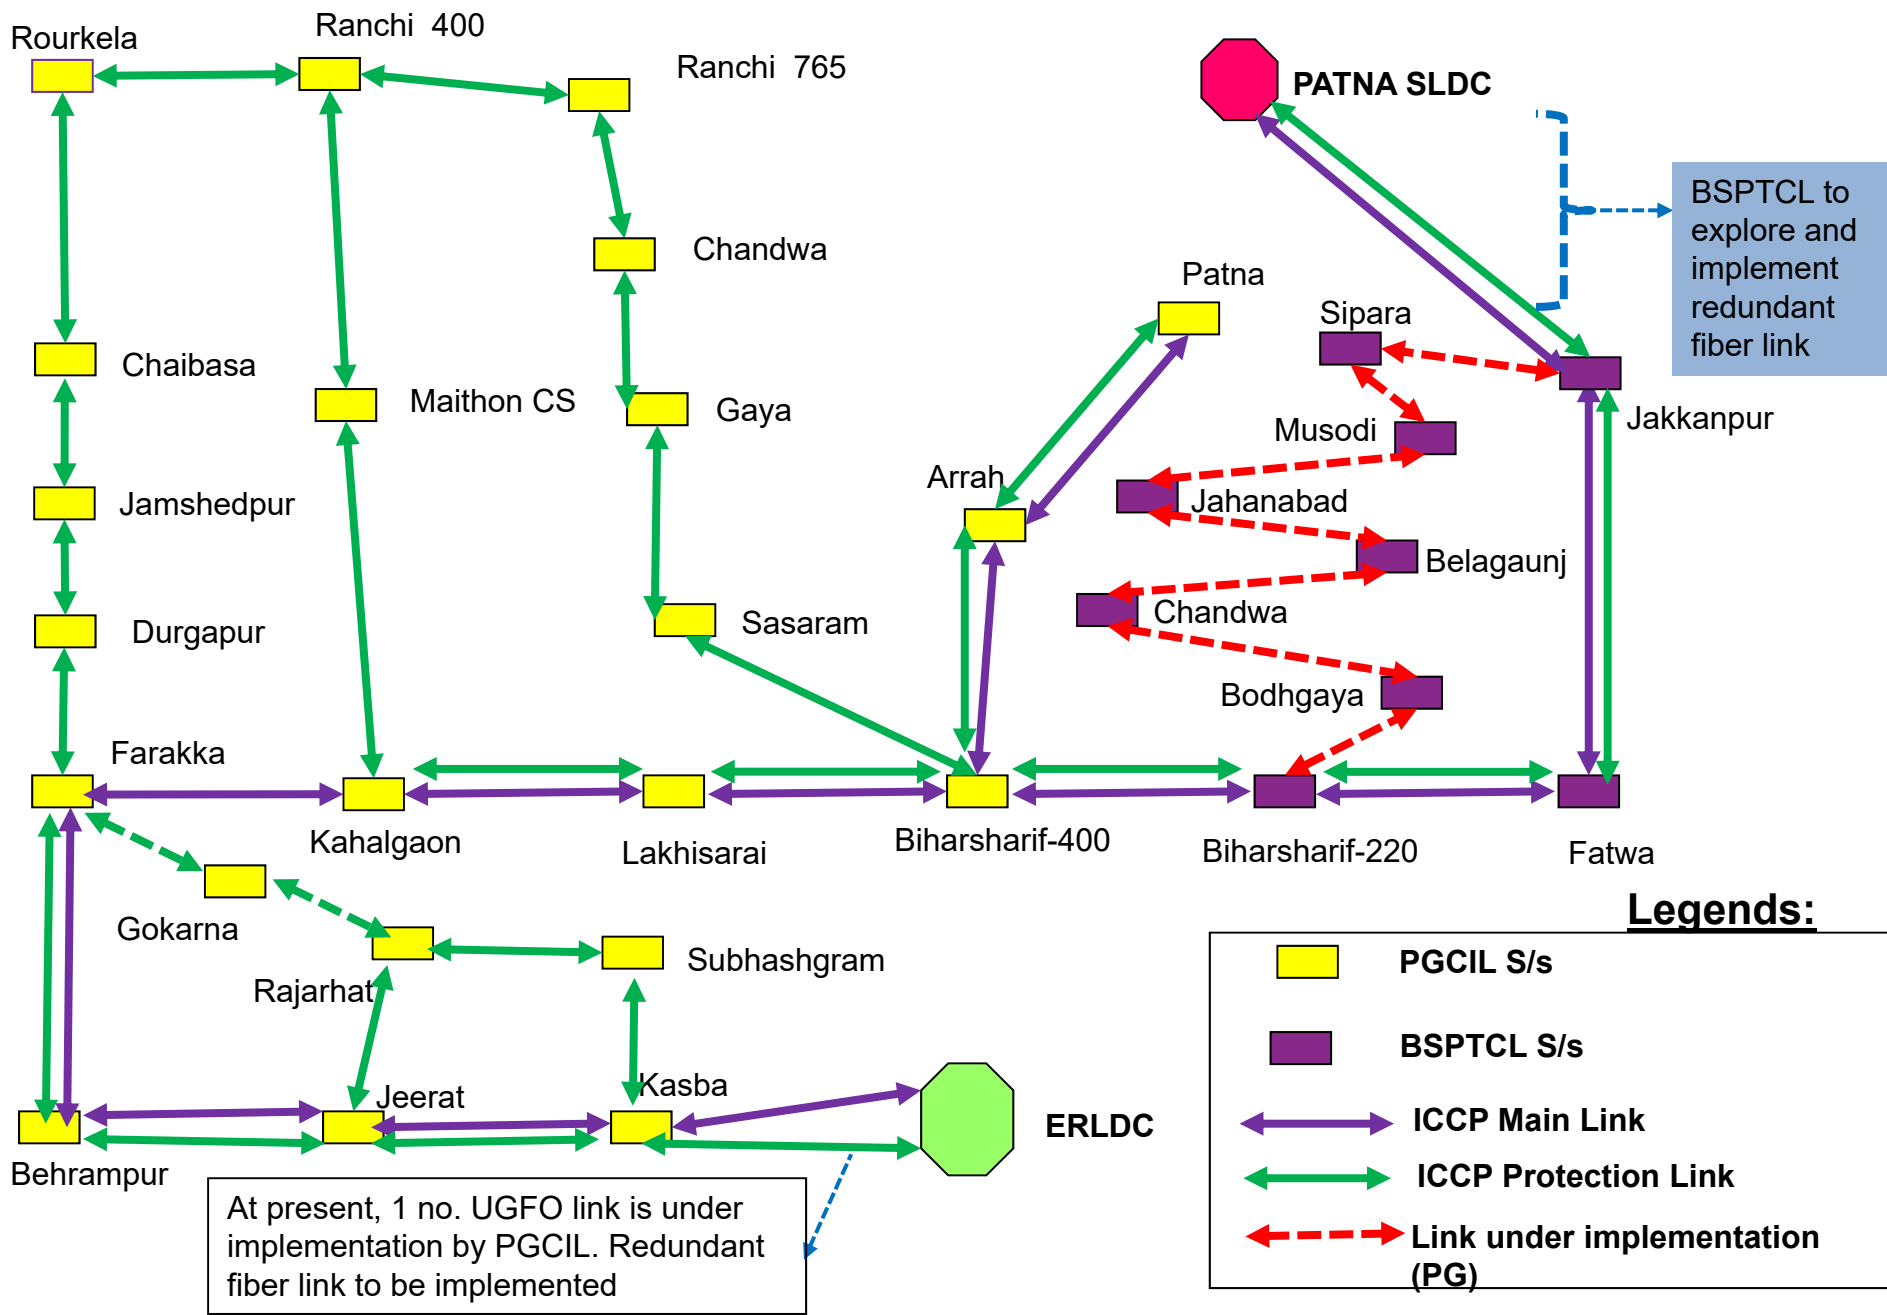 Ranchi  400
Rourkela
Ranchi  765
PATNA SLDC
BSPTCL to
explore and
implement
redundant
fiber link
Chandwa
Patna
Sipara
Chaibasa
Maithon CS
Gaya
Jakkanpur
Musodi
Arrah
Jamshedpur
Jahanabad
Belagaunj
Durgapur
Sasaram
Chandwa
Bodhgaya
Farakka
Kahalgaon
Lakhisarai
Biharsharif-400
Biharsharif-220
Fatwa
Gokarna
Rajarhat
Subhashgram
Jeerat
Kasba
ERLDC
Behrampur
At present, 1 no. UGFO link is under
implementation by PGCIL. Redundant
fiber link to be implemented
Legends:
PGCIL S/s
BSPTCL S/s
ICCP Main Link
ICCP Protection Link
Link under implementation
(PG)